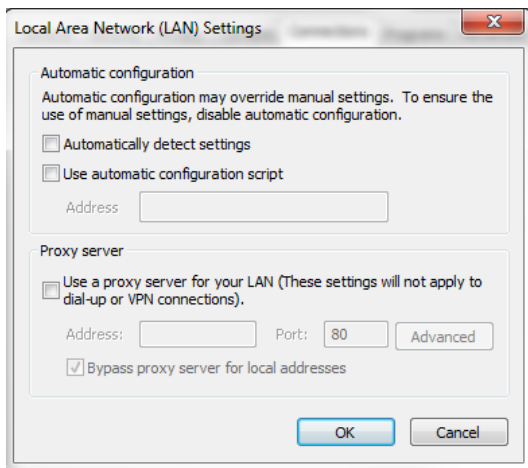 Local Area Network (LAN) Settings
Connections
Automatic configuration
Automatic configuration may override manual settings. To ensure the
use of manual settings, disable automatic configuration.
Automatically detect settings
Use automatic configuration script
Address
Proxy server
Use a proxy server for your LAN (These settings will not apply to
dial-up or VPN connections).
Address: Port: 80 Advanced
Bypass proxy server for local addresses
OK Cancel